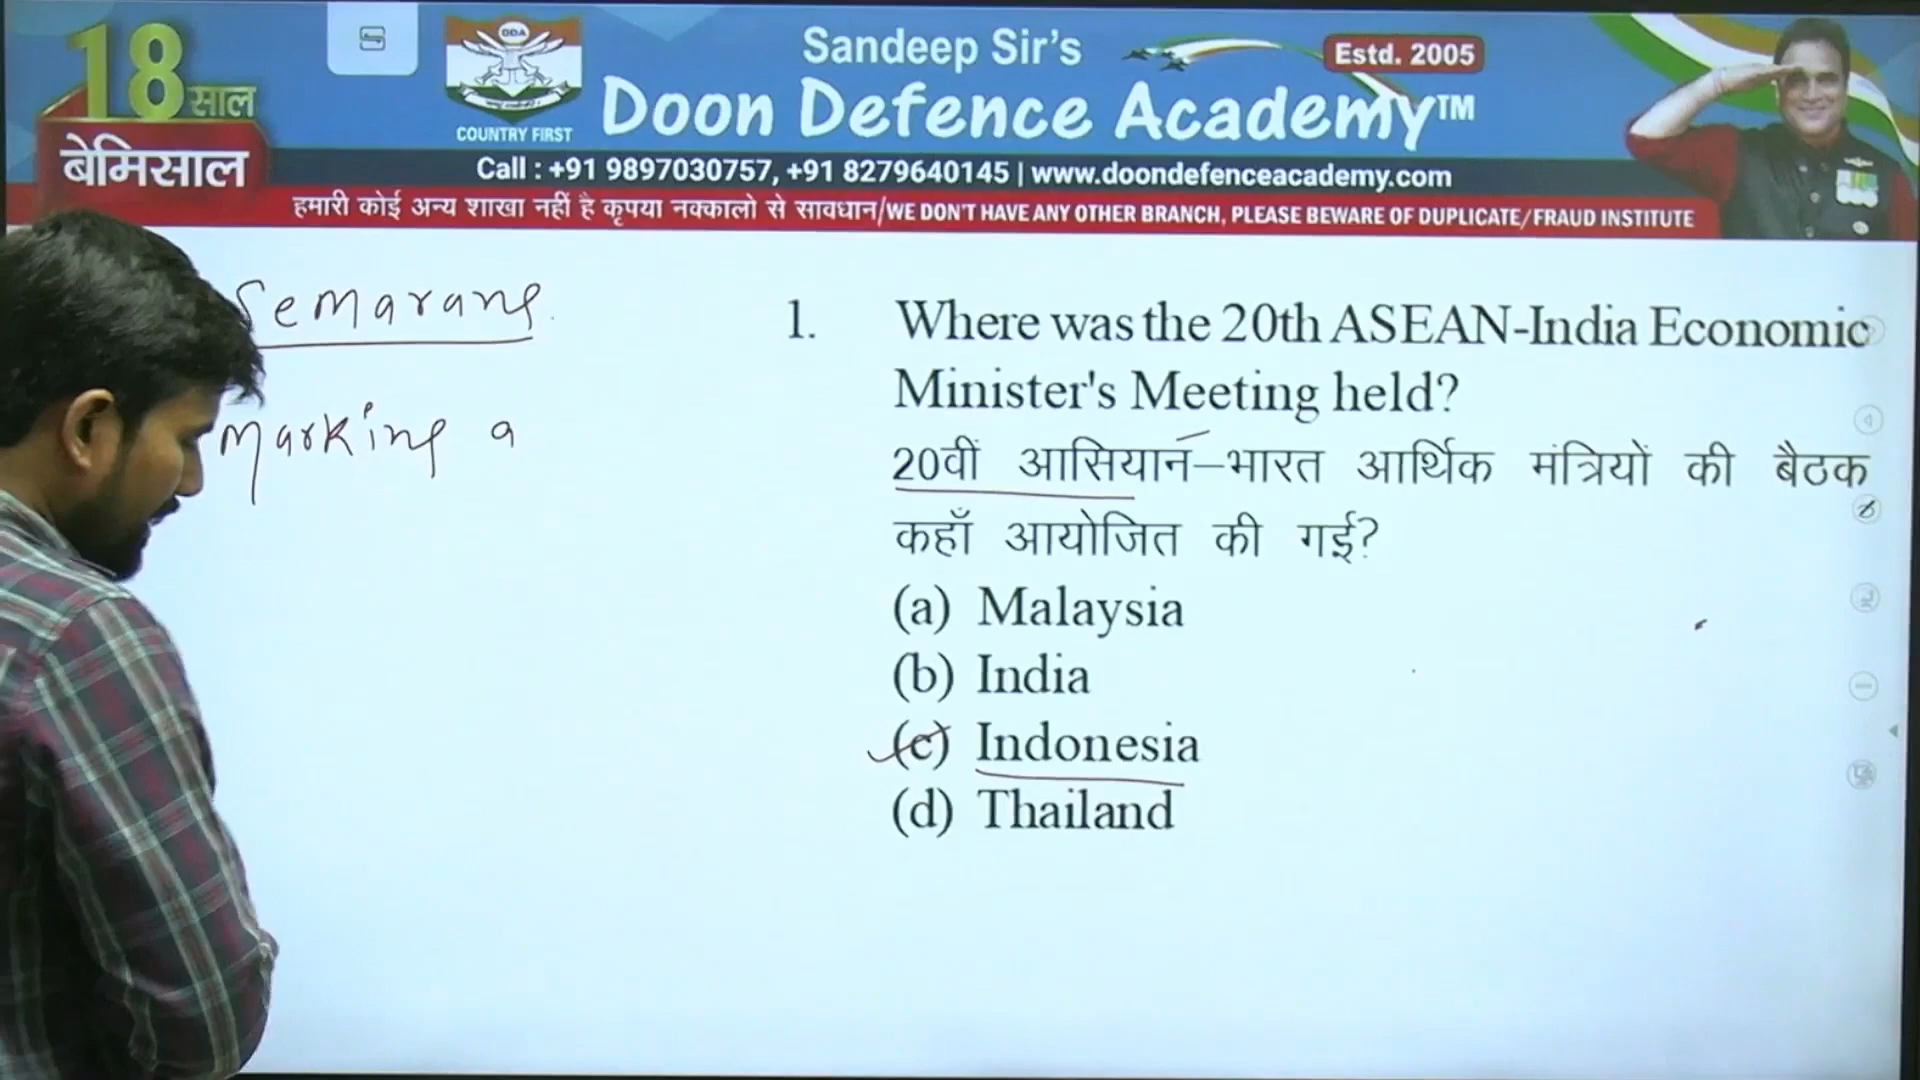 18 साल
बेमिसाल
DDA
COUNTRY FIRST
Sandeep Sir's
Estd. 2005
Doon Defence Academy™
Call : +91 9897030757, +91 8279640145 | www.doondefenceacademy.com
हमारी कोई अन्य शाखा नहीं है कृपया नक्कालो से सावधान/WE DON'T HAVE ANY OTHER BRANCH, PLEASE BEWARE OF DUPLICATE/FRAUD INSTITUTE
Semarang
Marking a
1. Where was the 20th ASEAN-India Economic
Minister's Meeting held?
20वीं आसियान–भारत आर्थिक मंत्रियों की बैठक
कहाँ आयोजित की गई?
(a) Malaysia
(b) India
(c) Indonesia
(d) Thailand